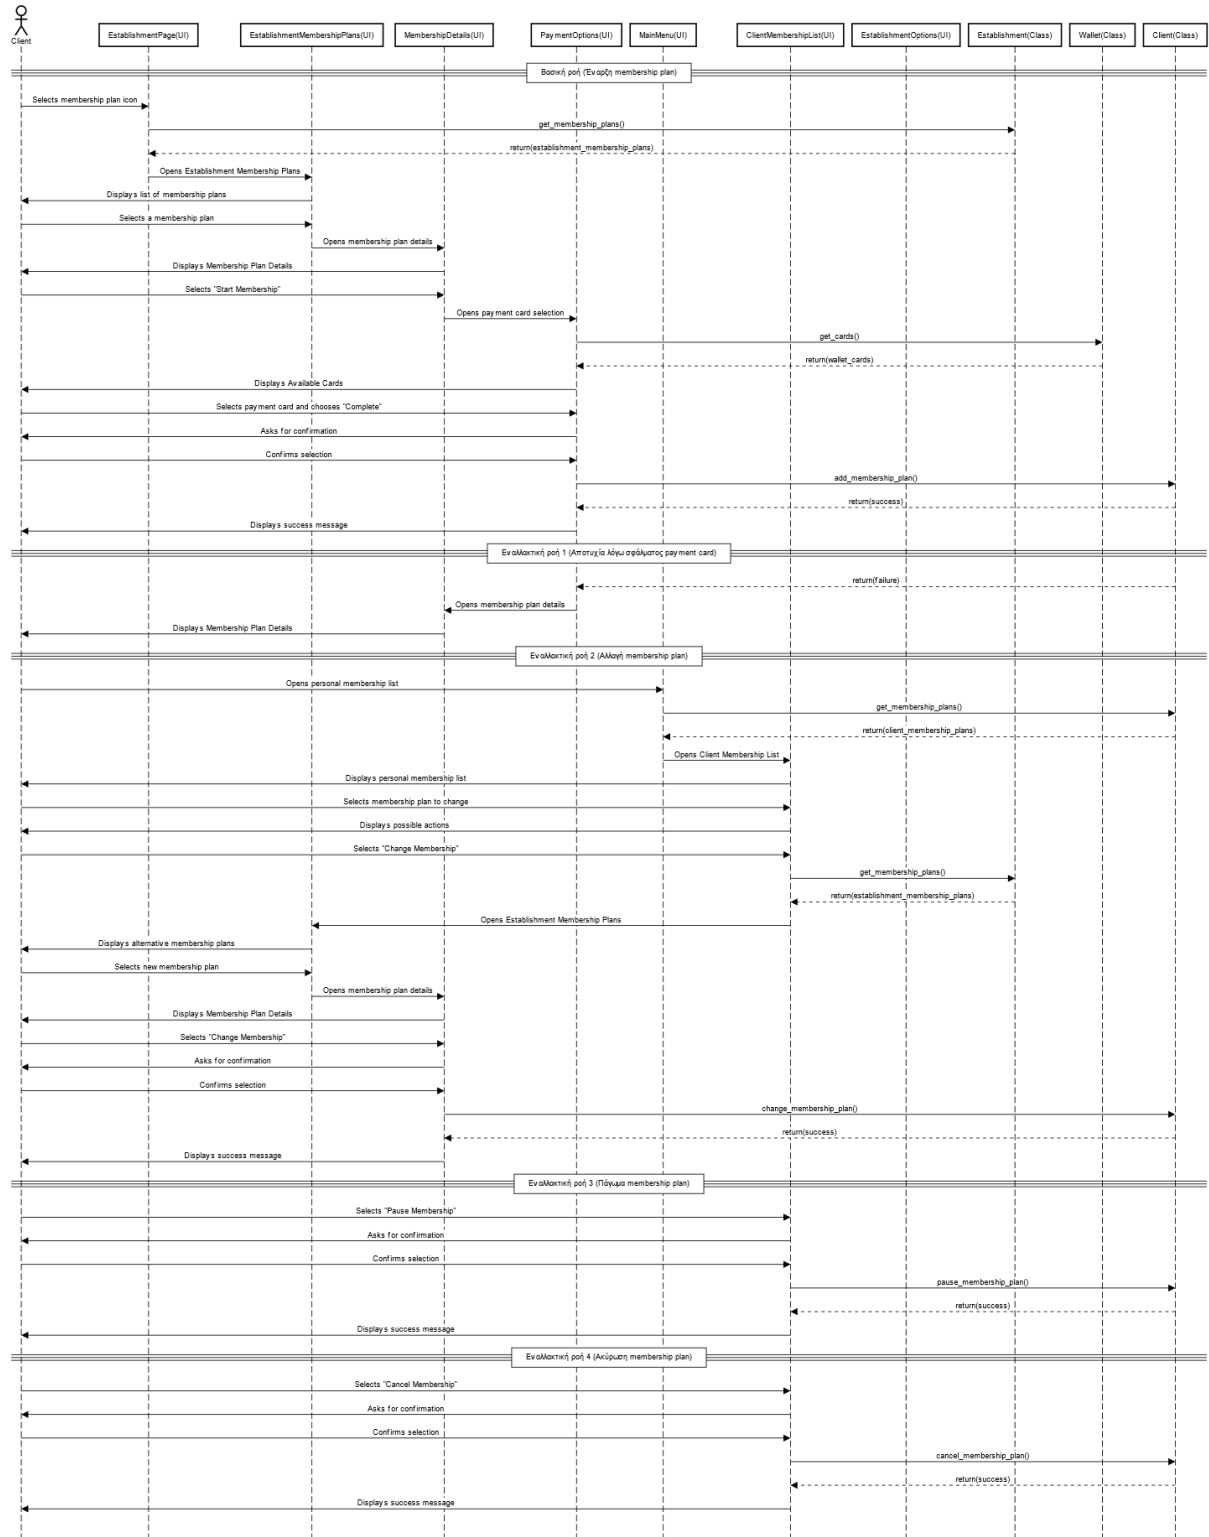 Client
EstablishmentPage(UI)
EstablishmentMembershipPlans(UI)
MembershipDetails(UI)
PaymentOptions(UI)
MainMenu(UI)
ClientMembershipList(UI)
EstablishmentOptions(UI)
Establishment(Class)
Wallet(Class)
Client(Class)
Βασική ροή (Έναρξη membership plan)
Selects membership plan icon
get_membership_plans()
return(establishment_membership_plans)
Opens Establishment Membership Plans
Displays list of membership plans
Selects a membership plan
Opens membership plan details
Displays Membership Plan Details
Selects "Start Membership"
Opens payment card selection
get_cards()
return(wallet_cards)
Displays Available Cards
Selects payment card and chooses "Complete"
Asks for confirmation
Confirms selection
add_membership_plan()
return(success)
Displays success message
Εναλλακτική ροή 1 (Αποτυχία λόγω σφάλματος payment card)
return(failure)
Opens membership plan details
Displays Membership Plan Details
Εναλλακτική ροή 2 (Αλλαγή membership plan)
Opens personal membership list
get_membership_plans()
return(client_membership_plans)
Opens Client Membership List
Displays personal membership list
Selects membership plan to change
Displays possible actions
Selects "Change Membership"
get_membership_plans()
return(establishment_membership_plans)
Opens Establishment Membership Plans
Displays alternative membership plans
Selects new membership plan
Opens membership plan details
Displays Membership Plan Details
Selects "Change Membership"
Asks for confirmation
Confirms selection
change_membership_plan()
return(success)
Displays success message
Εναλλακτική ροή 3 (Πάγωμα membership plan)
Selects "Pause Membership"
Asks for confirmation
Confirms selection
pause_membership_plan()
return(success)
Displays success message
Εναλλακτική ροή 4 (Ακύρωση membership plan)
Selects "Cancel Membership"
Asks for confirmation
Confirms selection
cancel_membership_plan()
return(success)
Displays success message